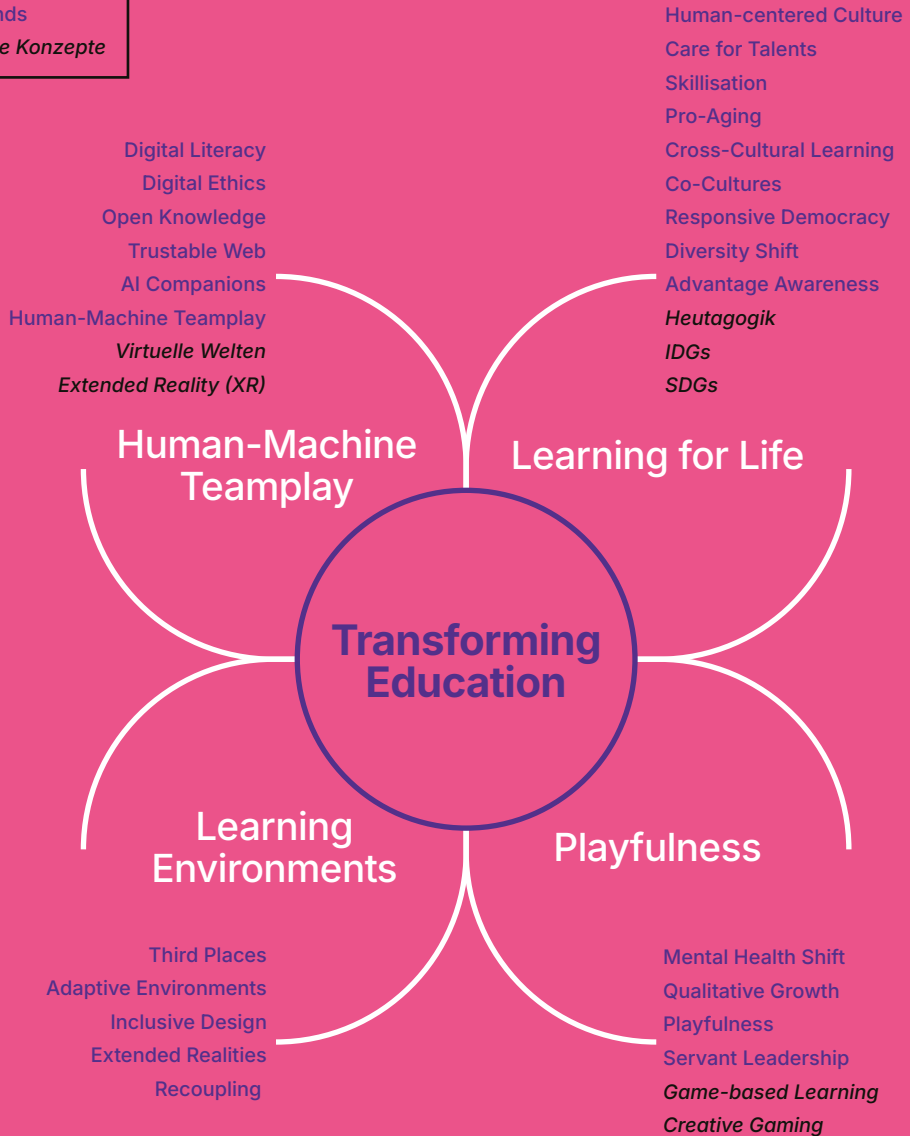 nds
e Konzepte
Human-centered Culture
Care for Talents
Skillisation
Pro-Aging
Cross-Cultural Learning
Co-Cultures
Responsive Democracy
Diversity Shift
Advantage Awareness
Heutagogik
IDGs
SDGs
Digital Literacy
Digital Ethics
Open Knowledge
Trustable Web
AI Companions
Human-Machine Teamplay
Virtuelle Welten
Extended Reality (XR)
Human-Machine
Teamplay
Learning for Life
Transforming
Education
Learning
Environments
Playfulness
Third Places
Adaptive Environments
Inclusive Design
Extended Realities
Recoupling
Mental Health Shift
Qualitative Growth
Playfulness
Servant Leadership
Game-based Learning
Creative Gaming